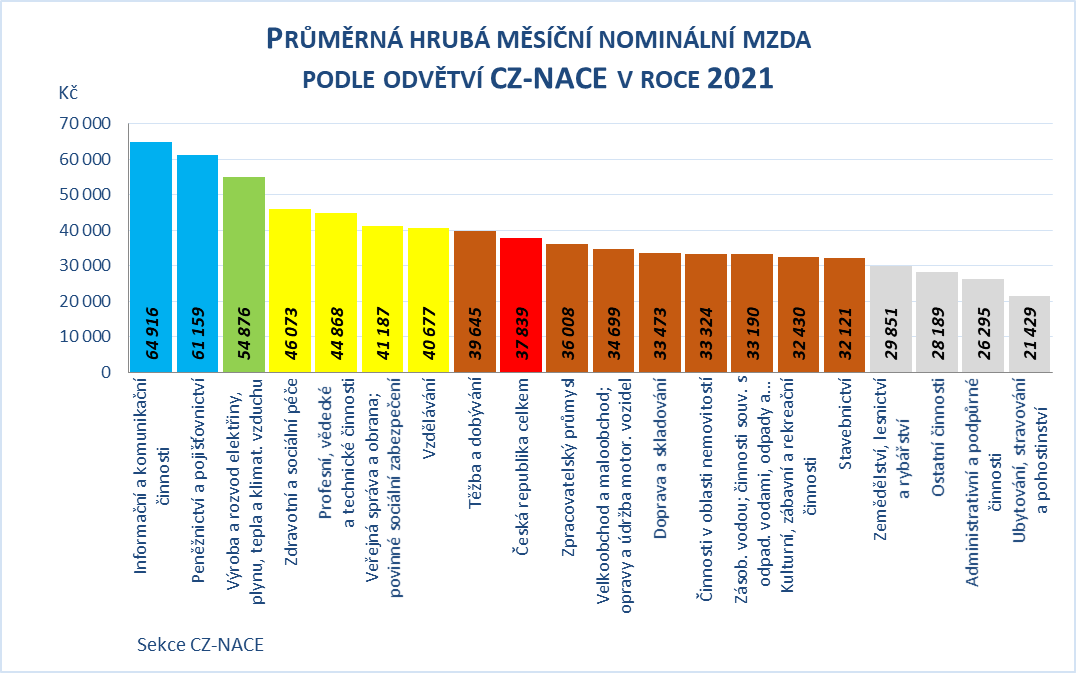 PRŮMĚRNÁ HRUBÁ MĚSÍČNÍ NOMINÁLNÍ MZDA
PODLE ODVĚTVÍ CZ-NACE V ROCE 2021
Kč
70 000
60 000
50 000
40 000
30 000
20 000
10 000
0
64 916
61 159
54 876
46 073
44 868
41 187
40 677
39 645
37 839
36 008
34 699
33 473
33 324
33 190
32 430
32 121
29 851
28 189
26 295
21 429
Informační a komunikační
činnosti
Peněžnictví a pojišťovnictví
Výroba a rozvod elektřiny,
plynu, tepla a klimat. vzduchu
Zdravotní a sociální péče
Profesní, vědecké
a technické činnosti
Veřejná správa a obrana;
povinné sociální zabezpečení
Vzdělávání
Těžba a dobývání
Česká republika celkem
Zpracovatelský průmysl
Velkoobchod a maloobchod;
opravy a údržba motor. vozidel
Doprava a skladování
Činnosti v oblasti nemovitostí
Zásob. vodou; činnosti souv. s
odpad. vodami, odpady a...
Kulturní, zábavní a rekreační
činnosti
Stavebnictví
Zemědělství, lesnictví
a rybářství
Ostatní činnosti
Administrativní a podpůrné
činnosti
Ubytování, stravování
a pohostinství
Sekce CZ-NACE